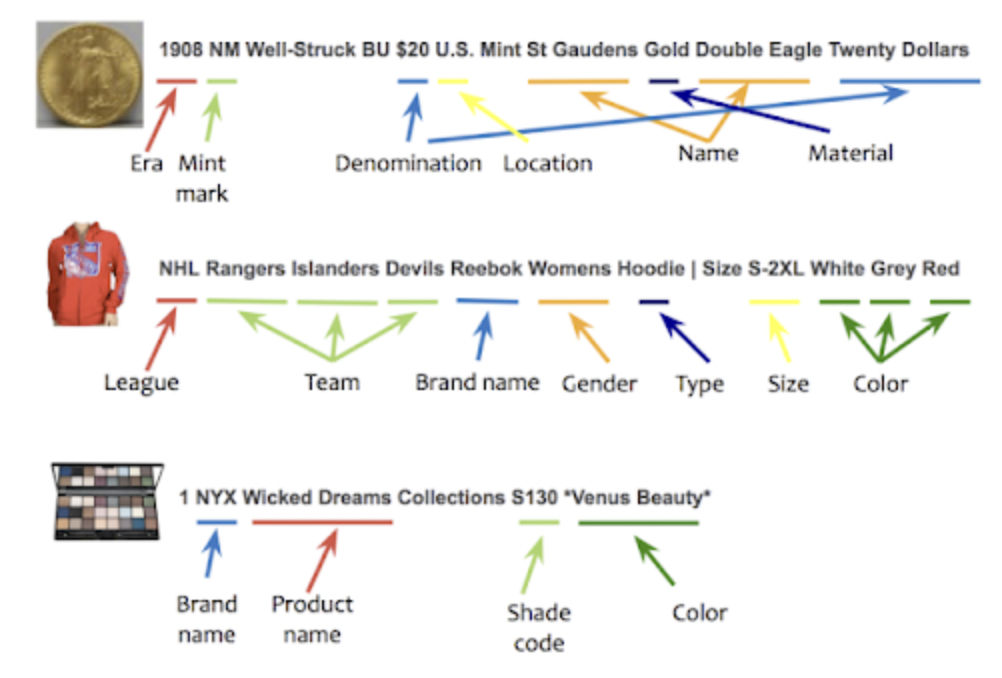 1908 NM Well-Struck BU $20 U.S. Mint St Gaudens Gold Double Eagle Twenty Dollars
Era Mint mark Denomination Location Name Material
NHL Rangers Islanders Devils Reebok Womens Hoodie | Size S-2XL White Grey Red
League Team Brand name Gender Type Size Color
1 NYX Wicked Dreams Collections S130 *Venus Beauty*
Brand name
Product name
Shade code
Color